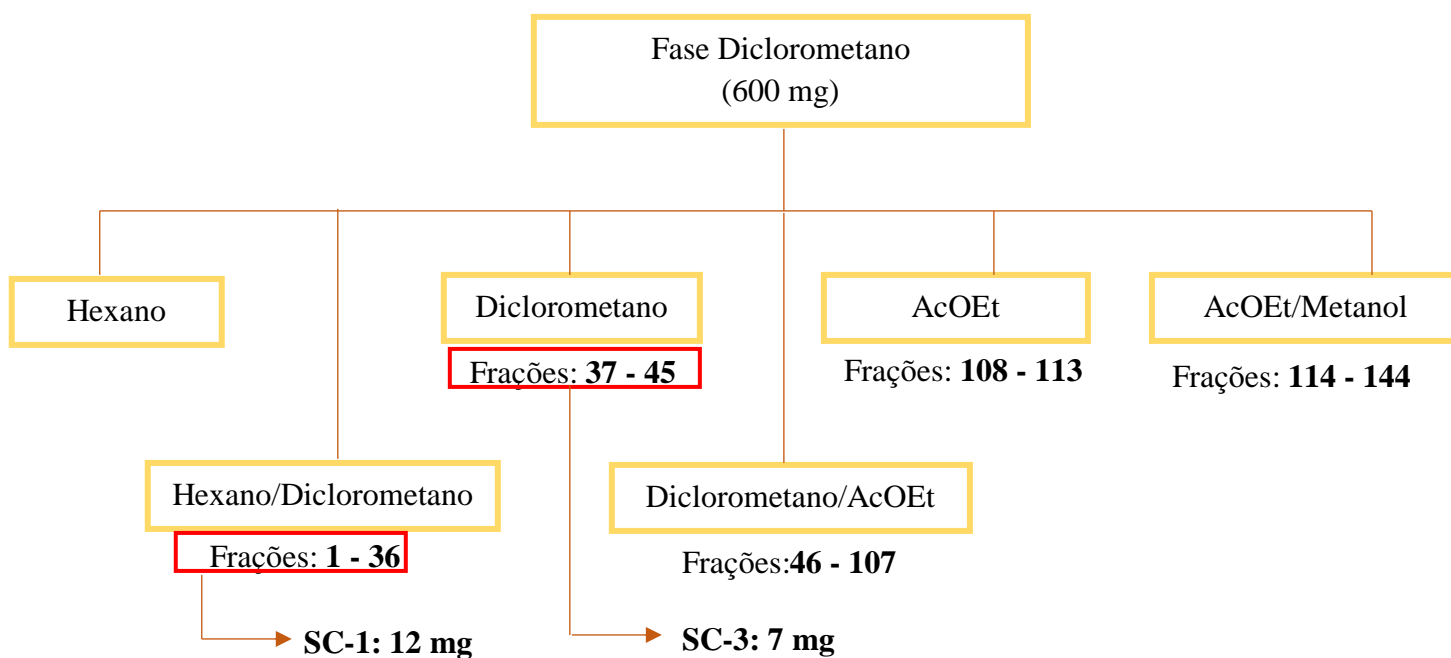 Fase Diclorometano
(600 mg)
Hexano
Diclorometano
AcOEt
AcOEt/Metanol
Frações: 37 - 45
Frações: 108 - 113
Frações: 114 - 144
Hexano/Diclorometano
Diclorometano/AcOEt
Frações: 1 - 36
Frações:46 - 107
SC-1: 12 mg
SC-3: 7 mg